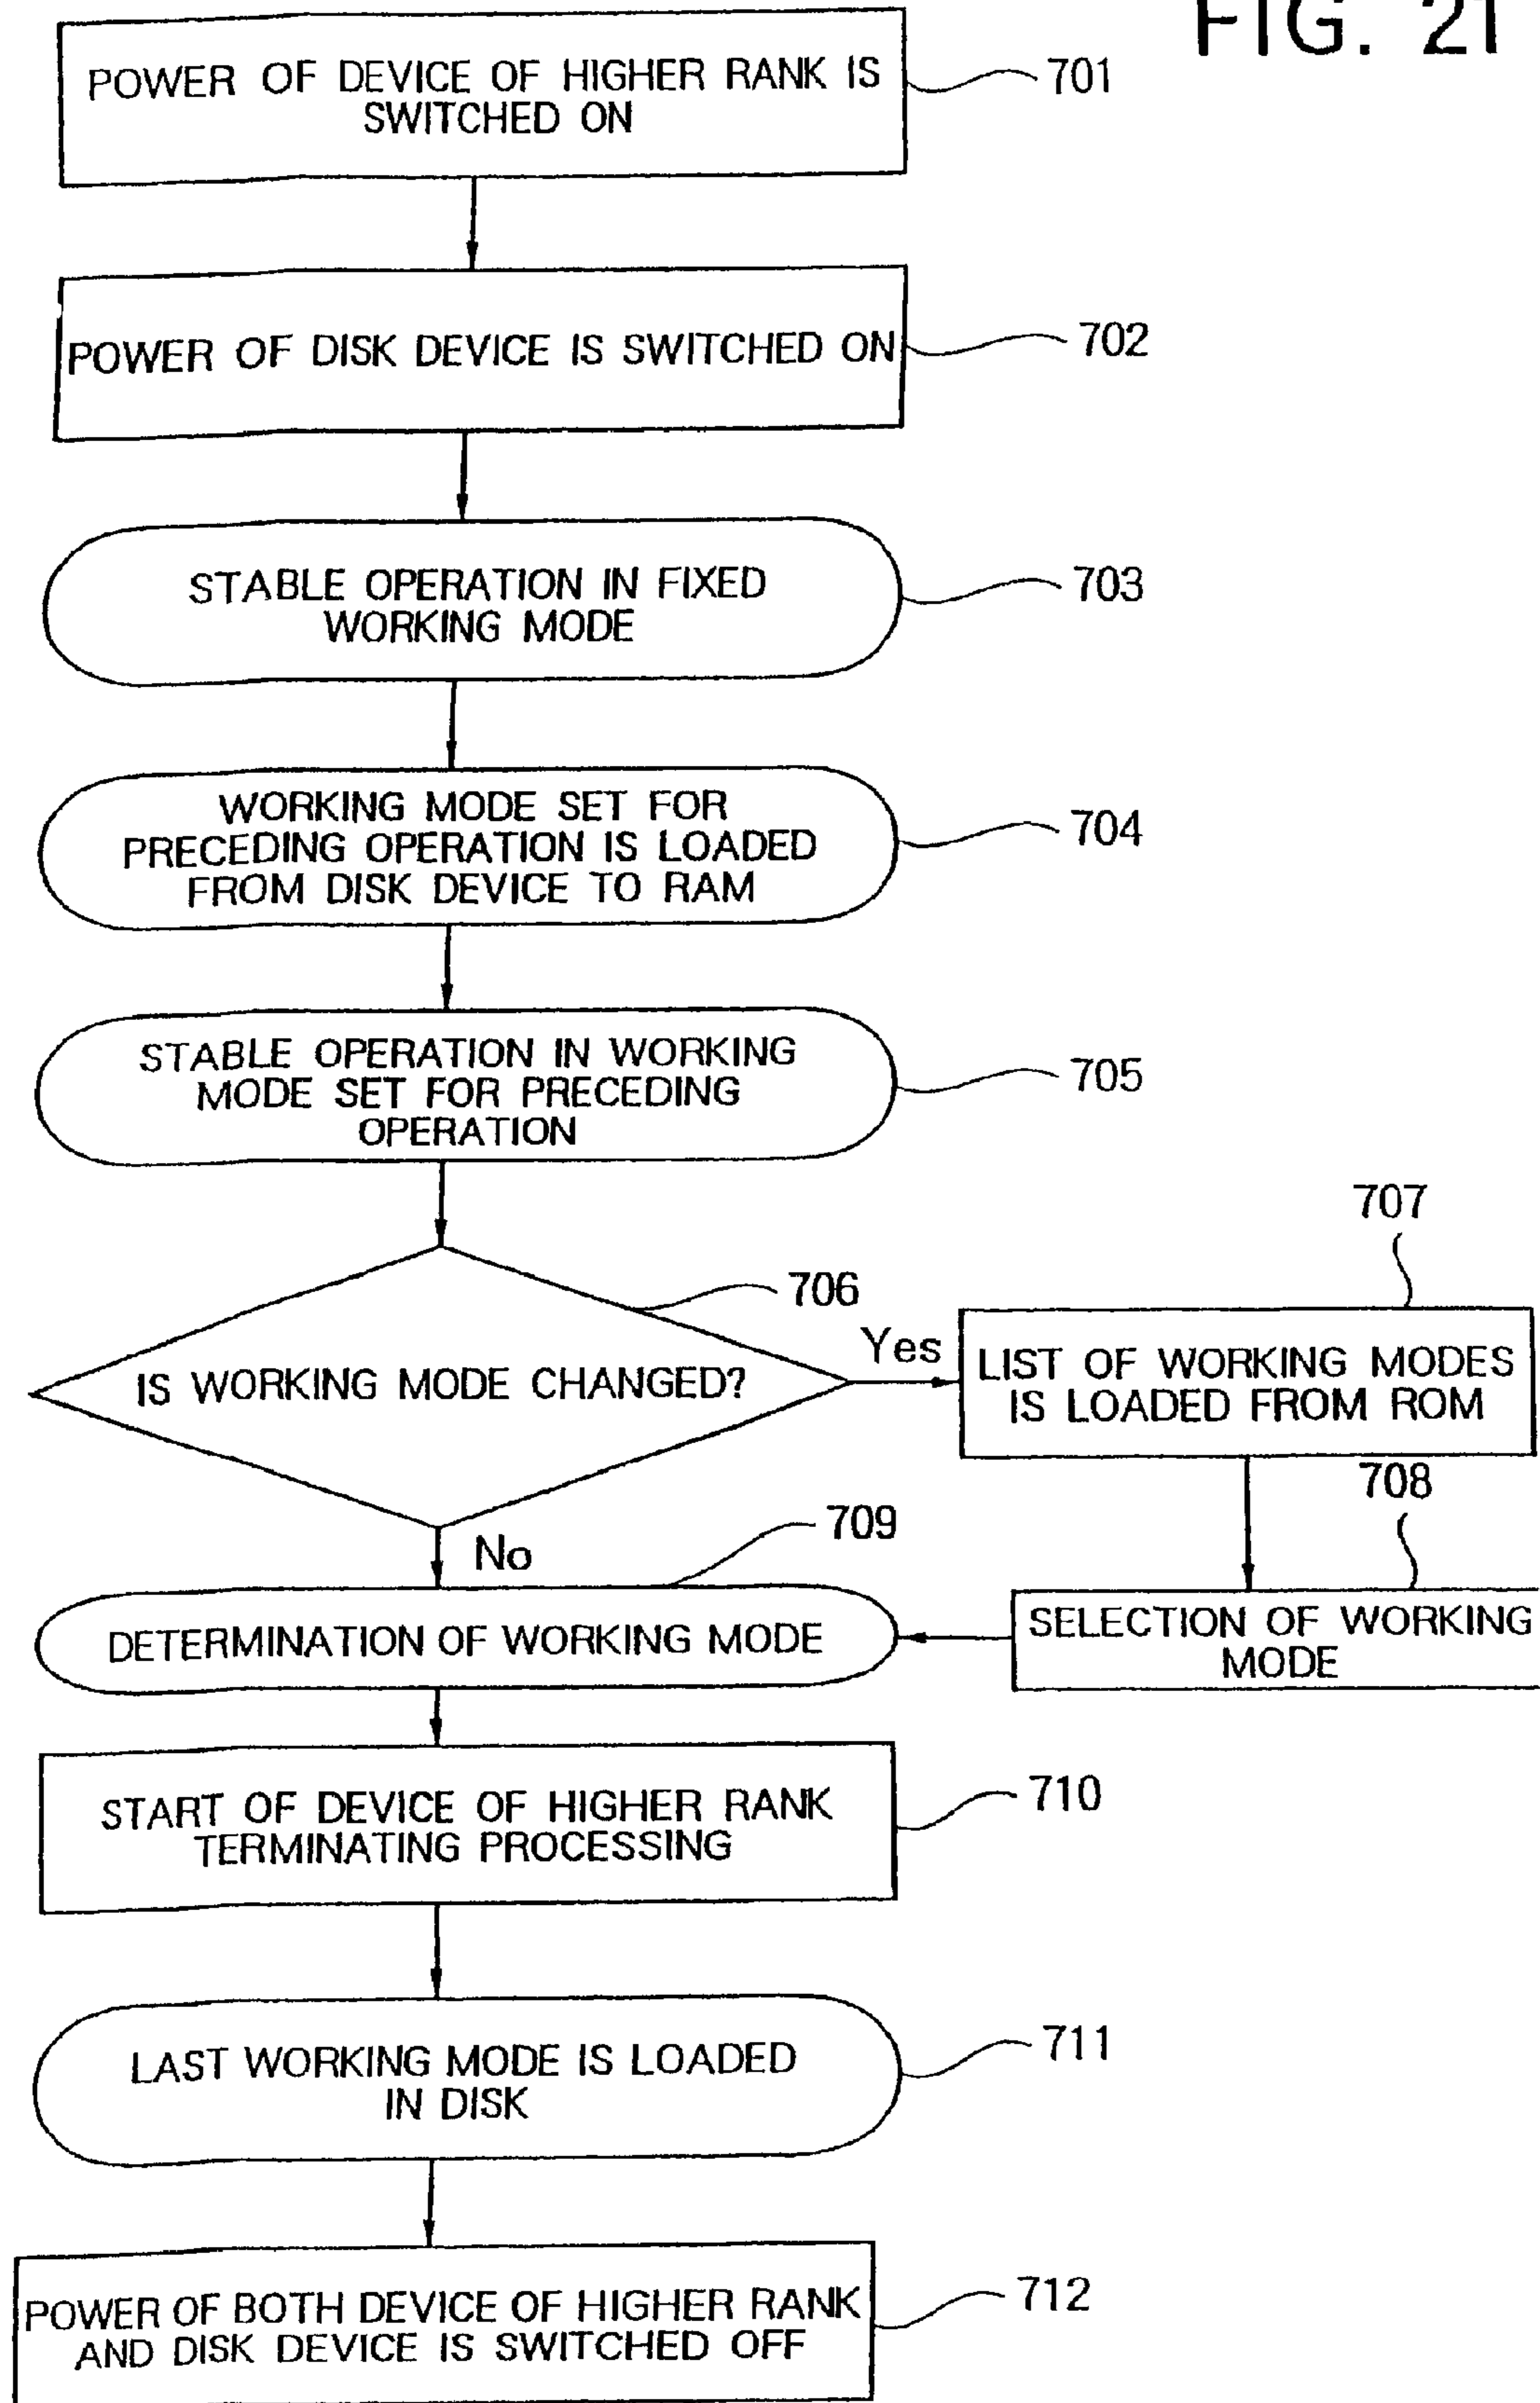 FIG. 21
POWER OF DEVICE OF HIGHER RANK IS
SWITCHED ON
701
POWER OF DISK DEVICE IS SWITCHED ON
702
STABLE OPERATION IN FIXED
WORKING MODE
703
WORKING MODE SET FOR
PRECEDING OPERATION IS LOADED
FROM DISK DEVICE TO RAM
704
STABLE OPERATION IN WORKING
MODE SET FOR PRECEDING
OPERATION
705
706
IS WORKING MODE CHANGED?
Yes
707
LIST OF WORKING MODES
IS LOADED FROM ROM
708
SELECTION OF WORKING
MODE
No
709
DETERMINATION OF WORKING MODE
START OF DEVICE OF HIGHER RANK
TERMINATING PROCESSING
710
LAST WORKING MODE IS LOADED
IN DISK
711
POWER OF BOTH DEVICE OF HIGHER RANK
AND DISK DEVICE IS SWITCHED OFF
712